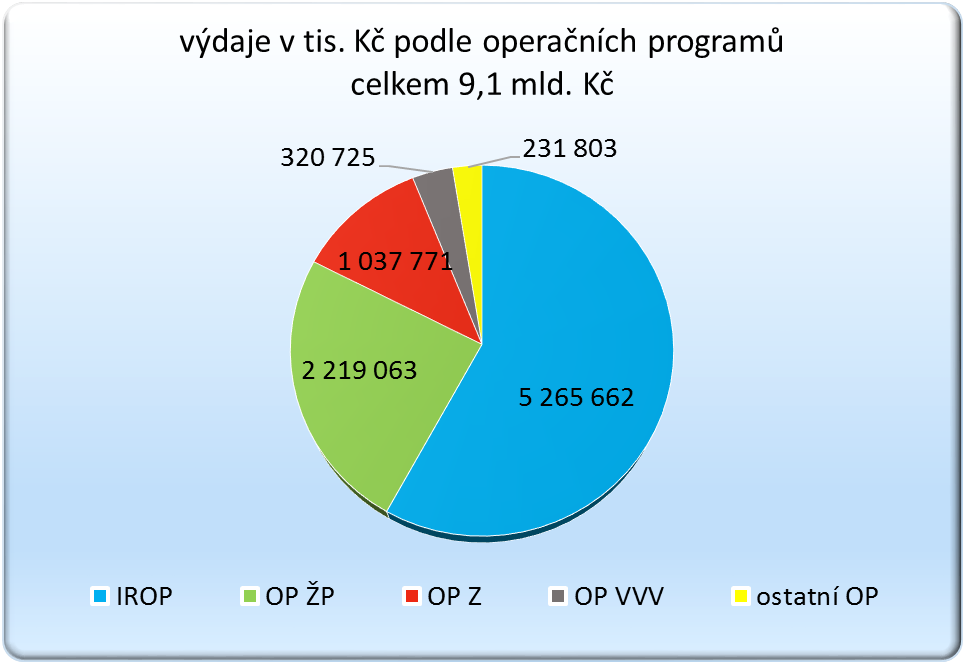 výdaje v tis. Kč podle operačních programů
celkem 9,1 mld. Kč
320 725
231 803
1 037 771
2 219 063
5 265 662
IROP
OP ŽP
OP Z
OP VVV
ostatní OP